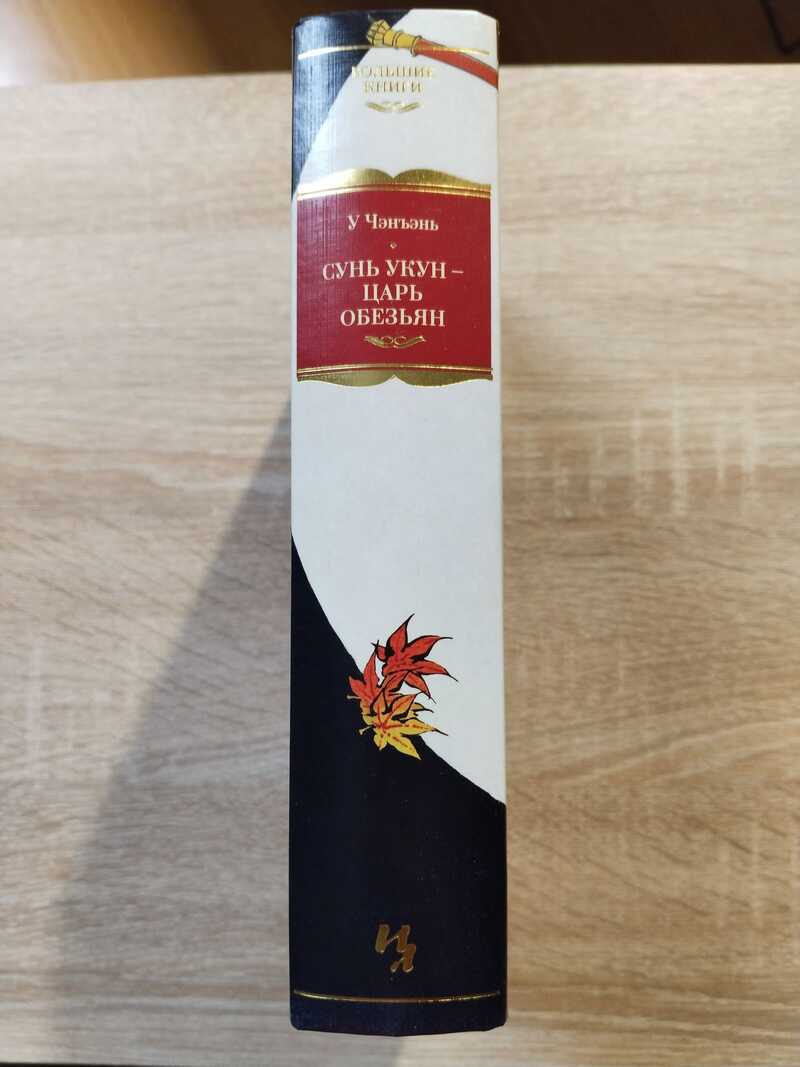 БОЛЬШИЕ
КНИГИ
У Чэнъэнь
СУНЬ УКУН –
ЦАРЬ
ОБЕЗЬЯН